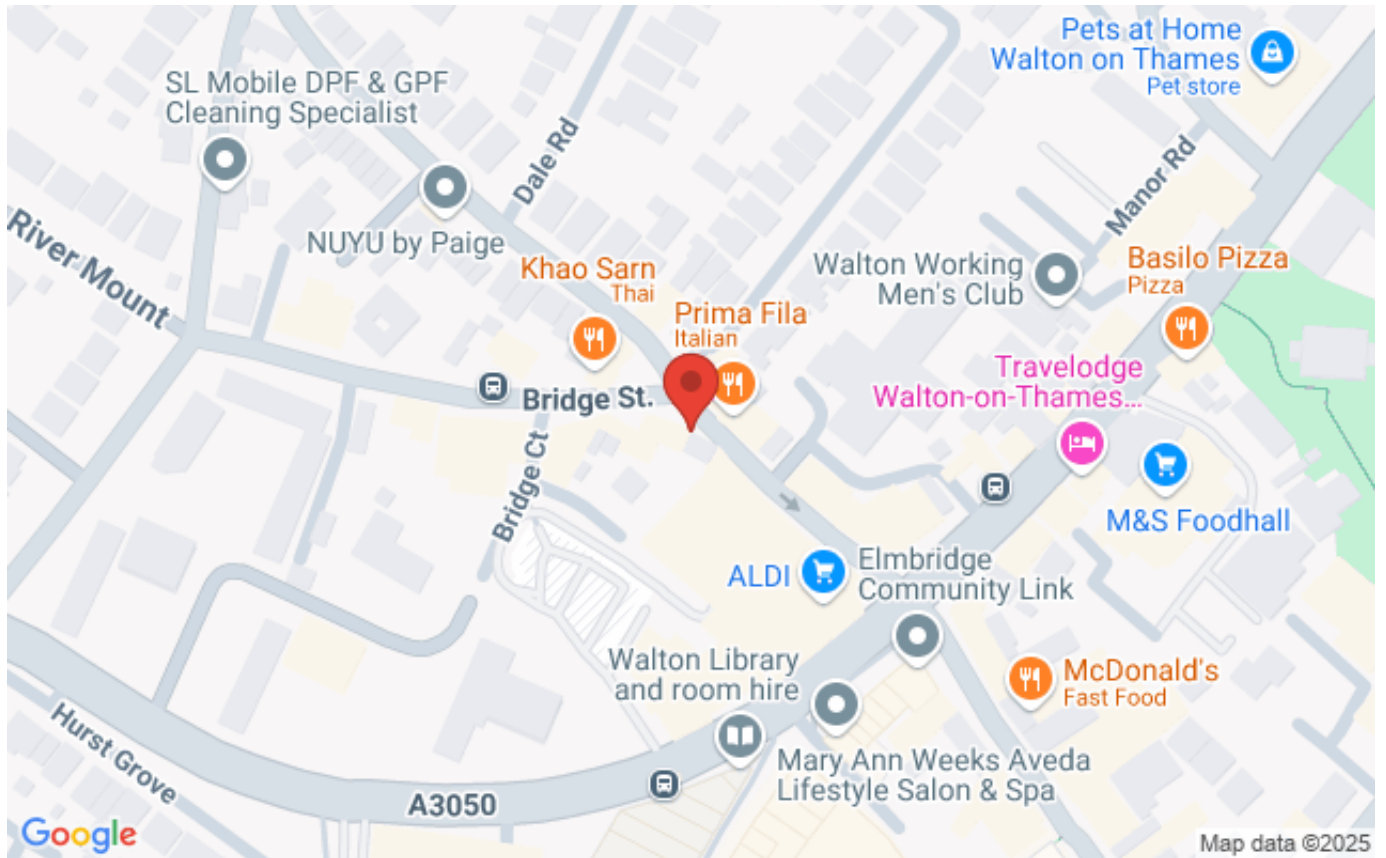 Pets at Home
Walton on Thames
Pet store
SL Mobile DPF & GPF
Cleaning Specialist
Dale Rd
Manor Rd
River Mount
NUYU by Paige
Khao Sarn
Thai
Walton Working
Men's Club
Basilo Pizza
Pizza
Prima Fila
Italian
Travelodge
Walton-on-Thames...
Bridge St.
Bridge Ct
M&S Foodhall
ALDI
Elmbridge
Community Link
Walton Library
and room hire
McDonald's
Fast Food
Hurst Grove
Mary Ann Weeks Aveda
Lifestyle Salon & Spa
A3050
Google
Map data ©2025